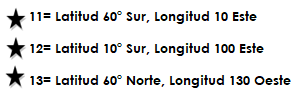 11= Latitud 60° Sur, Longitud 10 Este
12= Latitud 10° Sur, Longitud 100 Este
13= Latitud 60° Norte, Longitud 130 Oeste